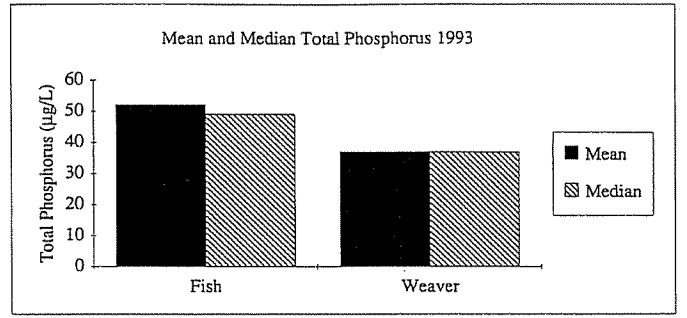 Mean and Median Total Phosphorus 1993
Total Phosphorus (µg/L)
60
50
40
30
20
10
0
Fish
Weaver
Mean
Median